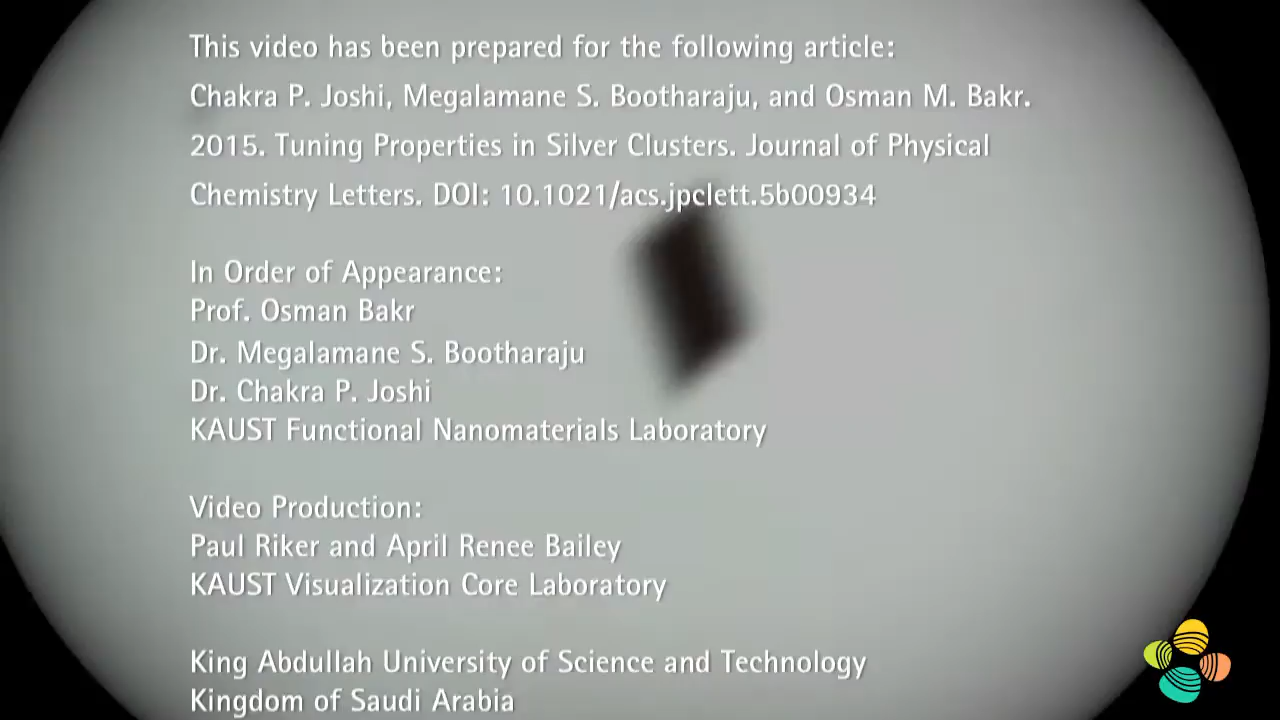 This video has been prepared for the following article:
Chakra P. Joshi, Megalamane S. Bootharaju, and Osman M. Bakr.
2015. Tuning Properties in Silver Clusters. Journal of Physical
Chemistry Letters. DOI: 10.1021/acs.jpclett.5b00934
In Order of Appearance:
Prof. Osman Bakr
Dr. Megalamane S. Bootharaju
Dr. Chakra P. Joshi
KAUST Functional Nanomaterials Laboratory
Video Production:
Paul Riker and April Renee Bailey
KAUST Visualization Core Laboratory
King Abdullah University of Science and Technology
Kingdom of Saudi Arabia